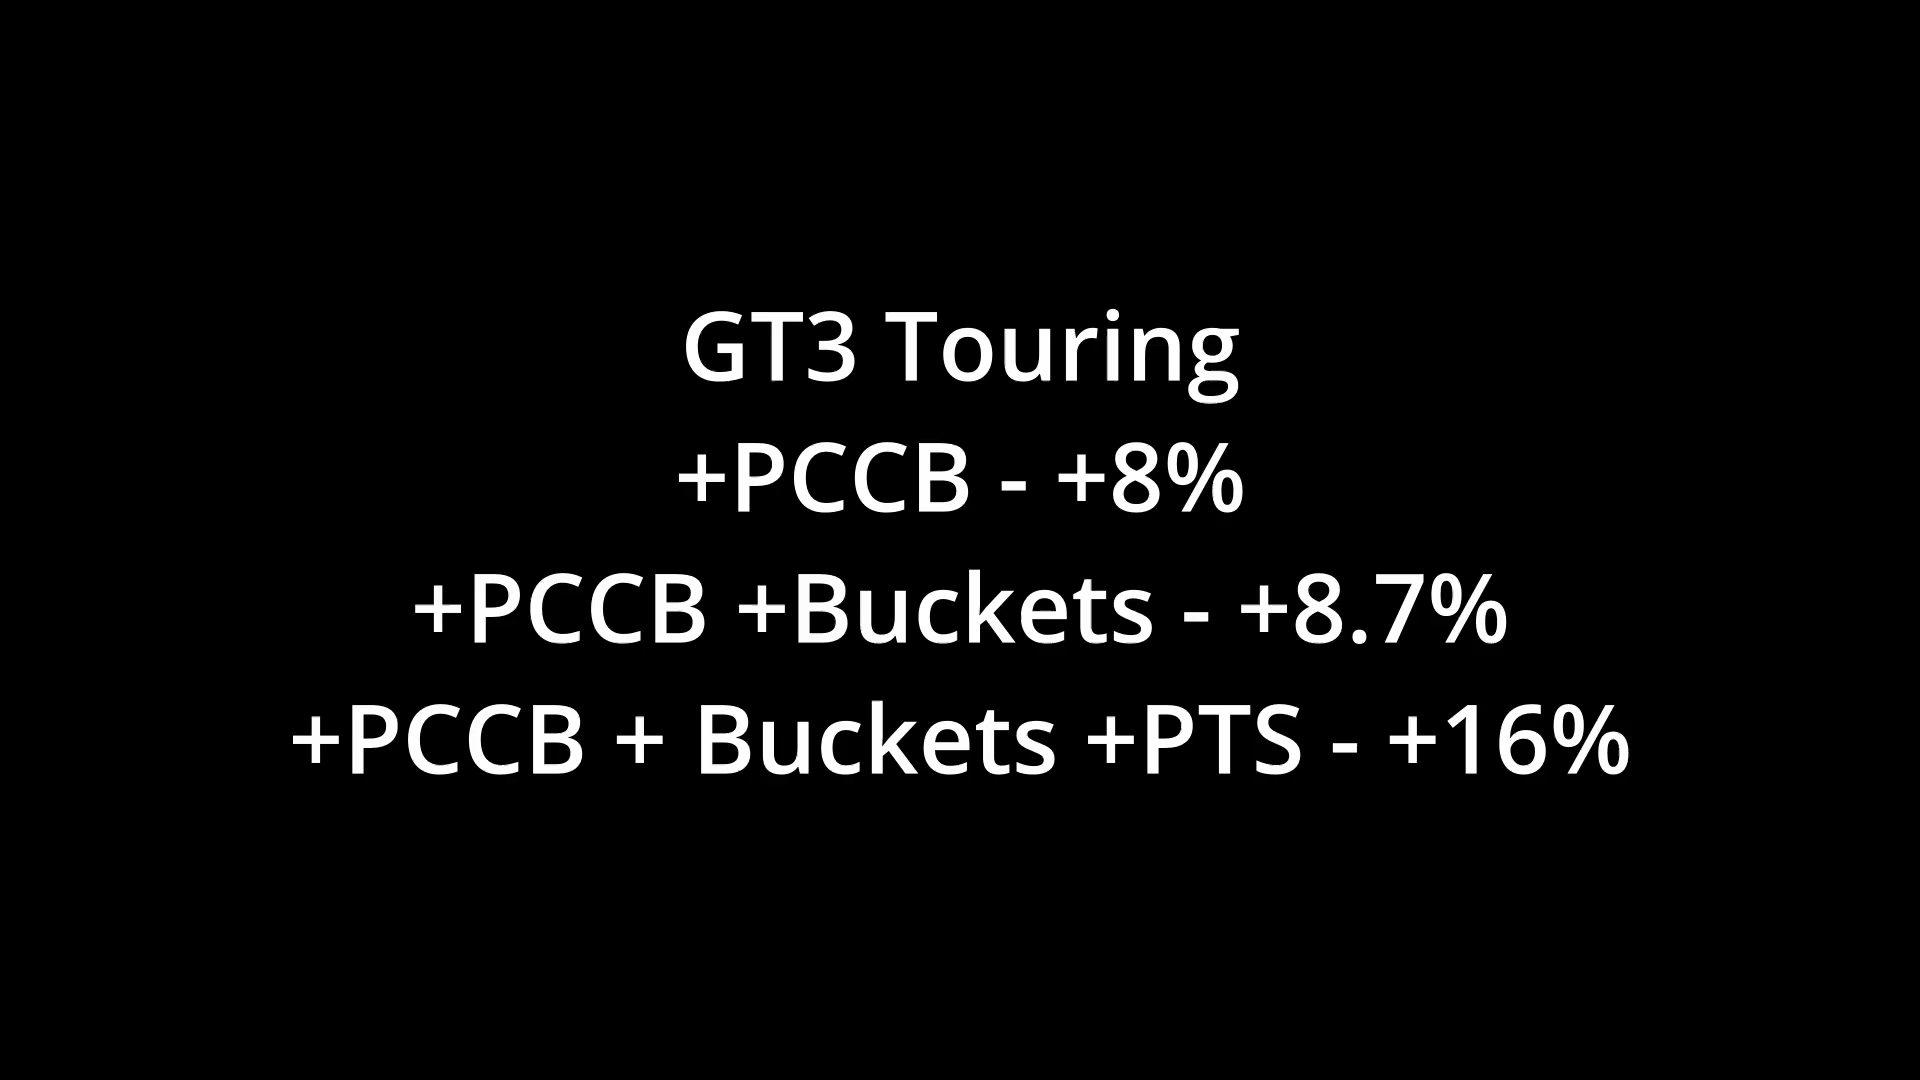 GT3 Touring
+PCCB - +8%
+PCCB +Buckets - +8.7%
+PCCB + Buckets +PTS - +16%